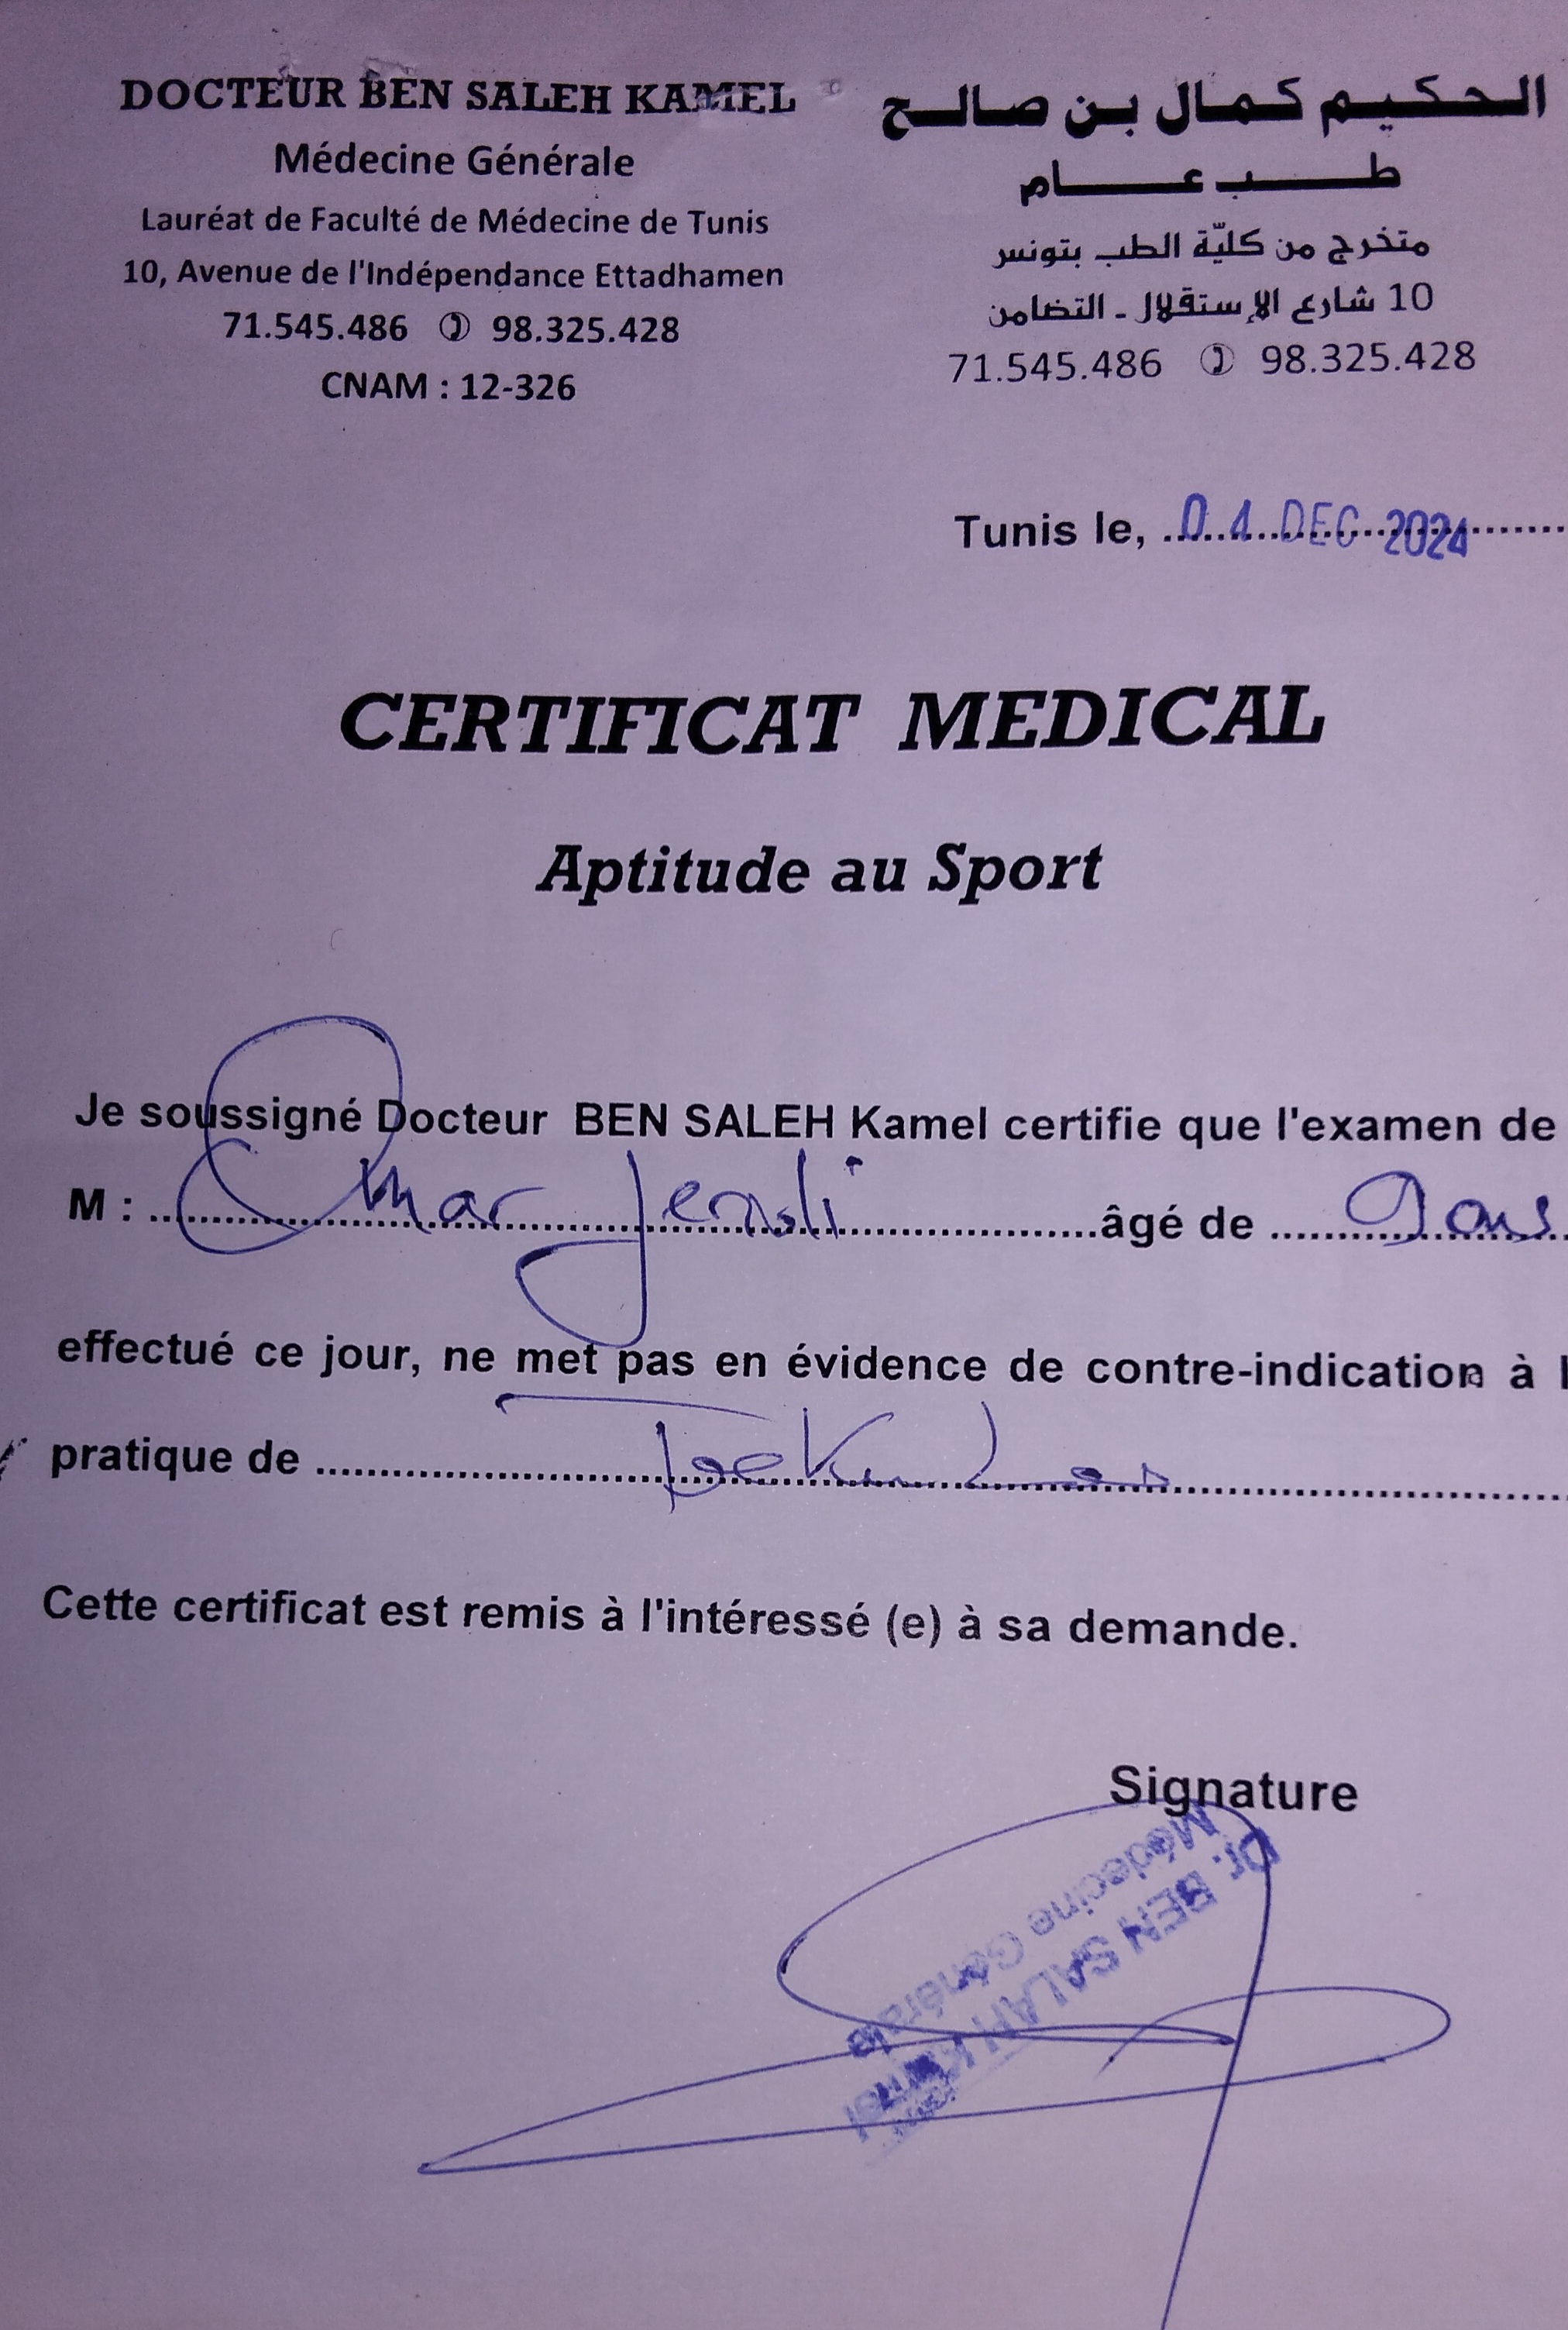 DOCTEUR BEN SALEH KAMEL
Médecine Générale
Lauréat de Faculté de Médecine de Tunis
10, Avenue de l'Indépendance Ettadhamen
71.545.486 ✆ 98.325.428
CNAM : 12-326
الحكيم كمال بن صالح
طب عام
متخرج من كليّة الطب بتونس
10 شارع الإستقلال - التضامن
71.545.486 ✆ 98.325.428
Tunis le, 04 DEC 2024
CERTIFICAT MEDICAL
Aptitude au Sport
Je soussigné Docteur BEN SALEH Kamel certifie que l'examen de
M : Omar Jendli âgé de 9 ans
effectué ce jour, ne met pas en évidence de contre-indication à l
pratique de
Cette certificat est remis à l'intéressé (e) à sa demande.
Signature
Dr. BEN SALAH Kamel
Médecine Générale